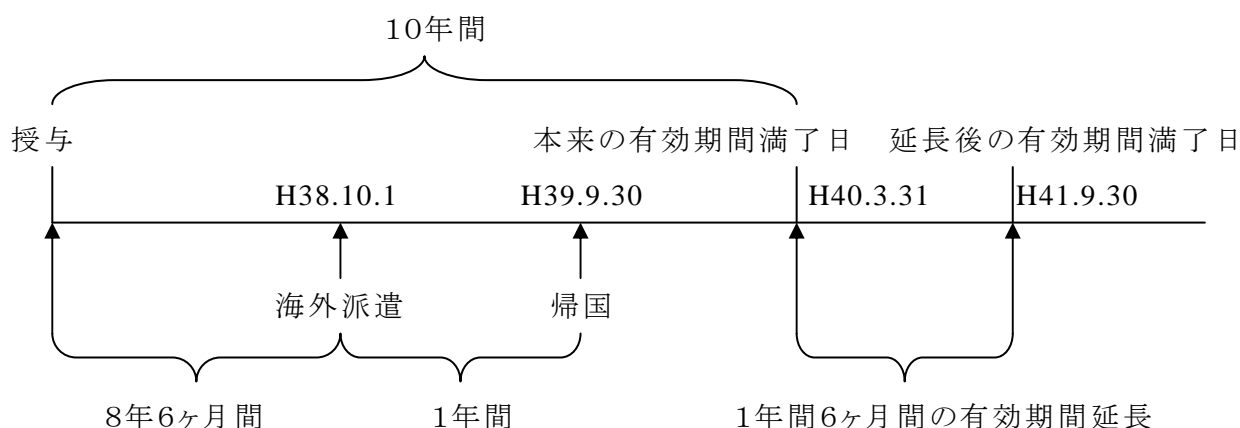 10年間
授与 本来の有効期間満了日 延長後の有効期間満了日
H38.10.1 H39.9.30 H40.3.31 H41.9.30
海外派遣 帰国
8年6ヶ月間 1年間 1年間6ヶ月間の有効期間延長